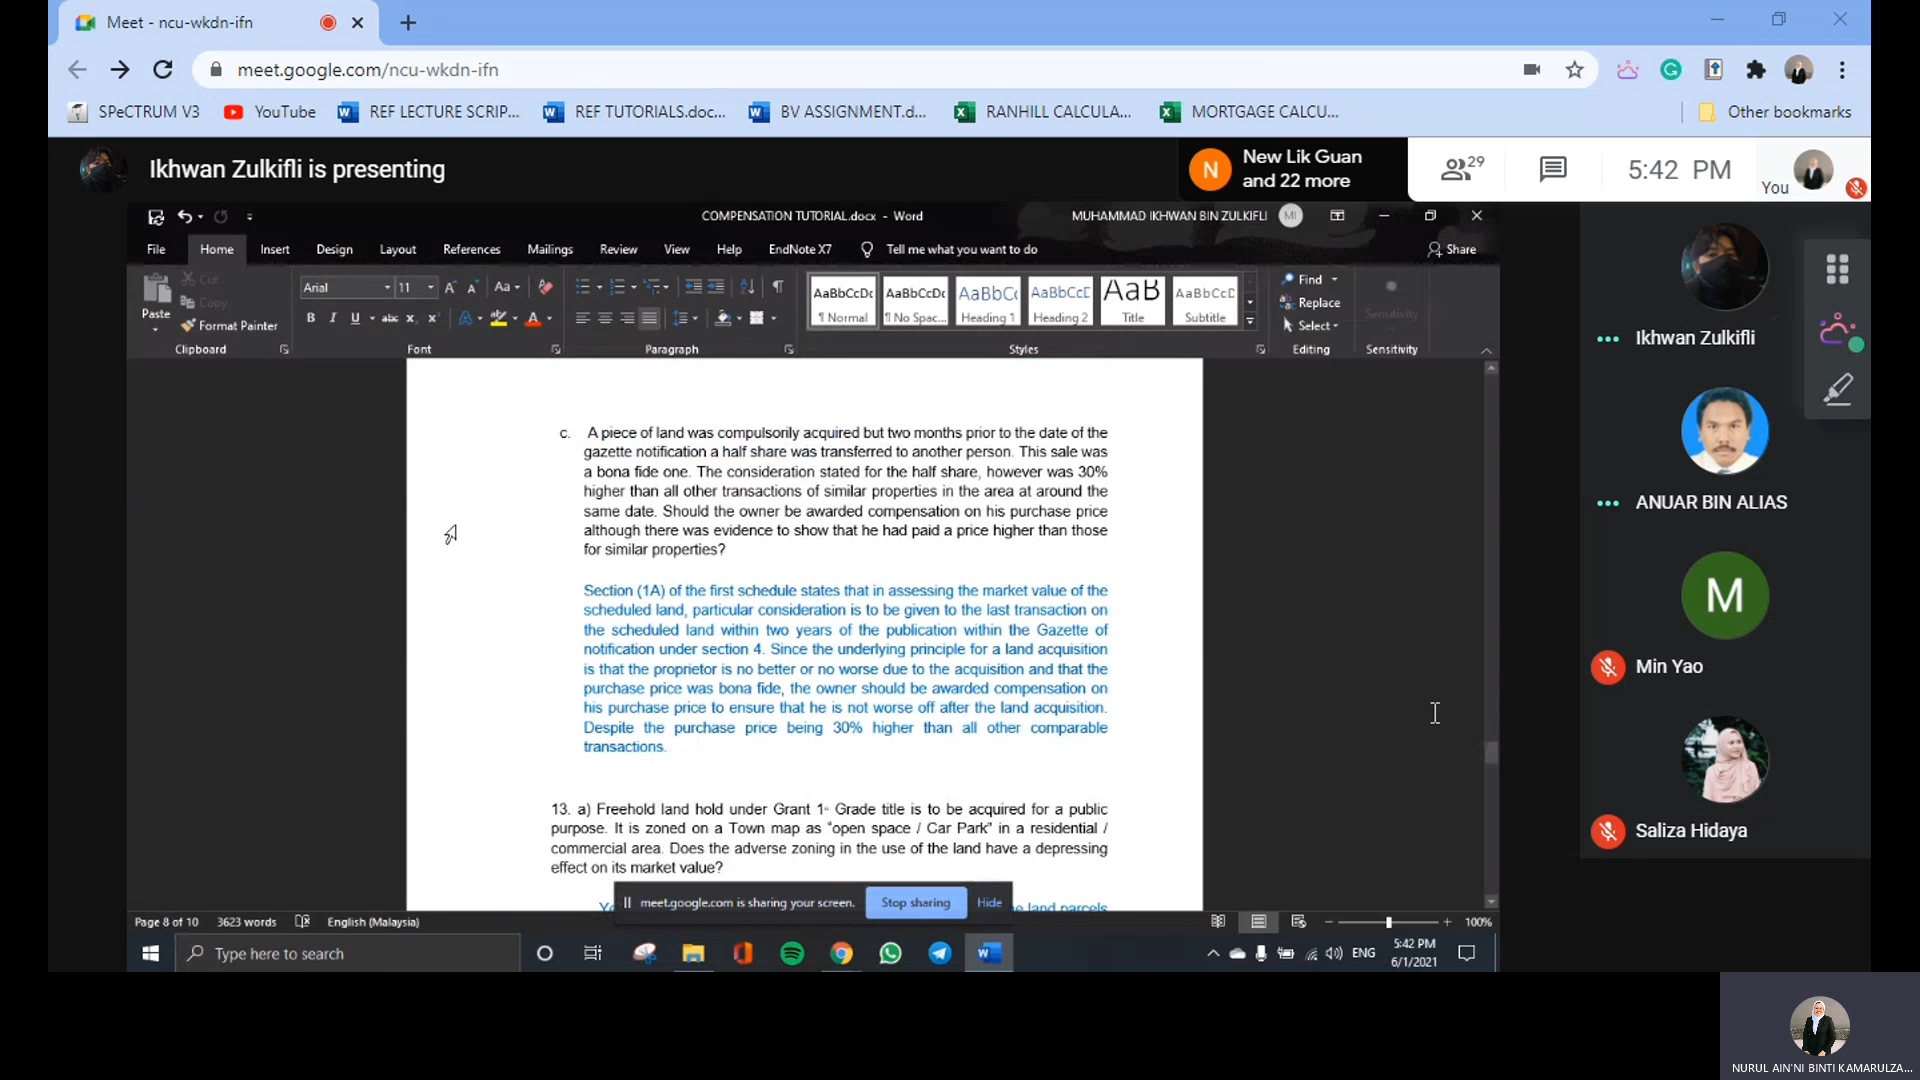 Meet - ncu-wkdn-ifn
meet.google.com/ncu-wkdn-ifn
SPeCTRUM V3
YouTube
REF LECTURE SCRIP...
REF TUTORIALS.doc...
BV ASSIGNMENT.d...
RANHILL CALCULA...
MORTGAGE CALCU...
Other bookmarks
Ikhwan Zulkifli is presenting
N
New Lik Guan
and 22 more
29
5:42 PM
You
COMPENSATION TUTORIAL.docx - Word
MUHAMMAD IKHWAN BIN ZULKIFLI
MI
File Home Insert Design Layout References Mailings Review View Help EndNote X7 Tell me what you want to do
Share
Paste
Cut
Copy
Format Painter
Clipboard
Arial
11
Font
Paragraph
AaBbCcDc
¶ Normal
AaBbCcDc
¶ No Spac...
AaBbC
Heading 1
AaBbCcE
Heading 2
AaB
Title
AaBbCcD
Subtitle
Styles
Find
Replace
Select
Editing
Sensitivity
Sensitivity
c. A piece of land was compulsorily acquired but two months prior to the date of the
gazette notification a half share was transferred to another person. This sale was
a bona fide one. The consideration stated for the half share, however was 30%
higher than all other transactions of similar properties in the area at around the
same date. Should the owner be awarded compensation on his purchase price
although there was evidence to show that he had paid a price higher than those
for similar properties?
Section (1A) of the first schedule states that in assessing the market value of the
scheduled land, particular consideration is to be given to the last transaction on
the scheduled land within two years of the publication within the Gazette of
notification under section 4. Since the underlying principle for a land acquisition
is that the proprietor is no better or no worse due to the acquisition and that the
purchase price was bona fide, the owner should be awarded compensation on
his purchase price to ensure that he is not worse off after the land acquisition.
Despite the purchase price being 30% higher than all other comparable
transactions.
13. a) Freehold land hold under Grant 1st Grade title is to be acquired for a public
purpose. It is zoned on a Town map as “open space / Car Park” in a residential /
commercial area. Does the adverse zoning in the use of the land have a depressing
effect on its market value?
e land parcels
meet.google.com is sharing your screen.
Stop sharing
Hide
Page 8 of 10
3623 words
English (Malaysia)
100%
Type here to search
ENG
5:42 PM
6/1/2021
Ikhwan Zulkifli
ANUAR BIN ALIAS
M
Min Yao
Saliza Hidaya
NURUL AIN'NI BINTI KAMARULZA...